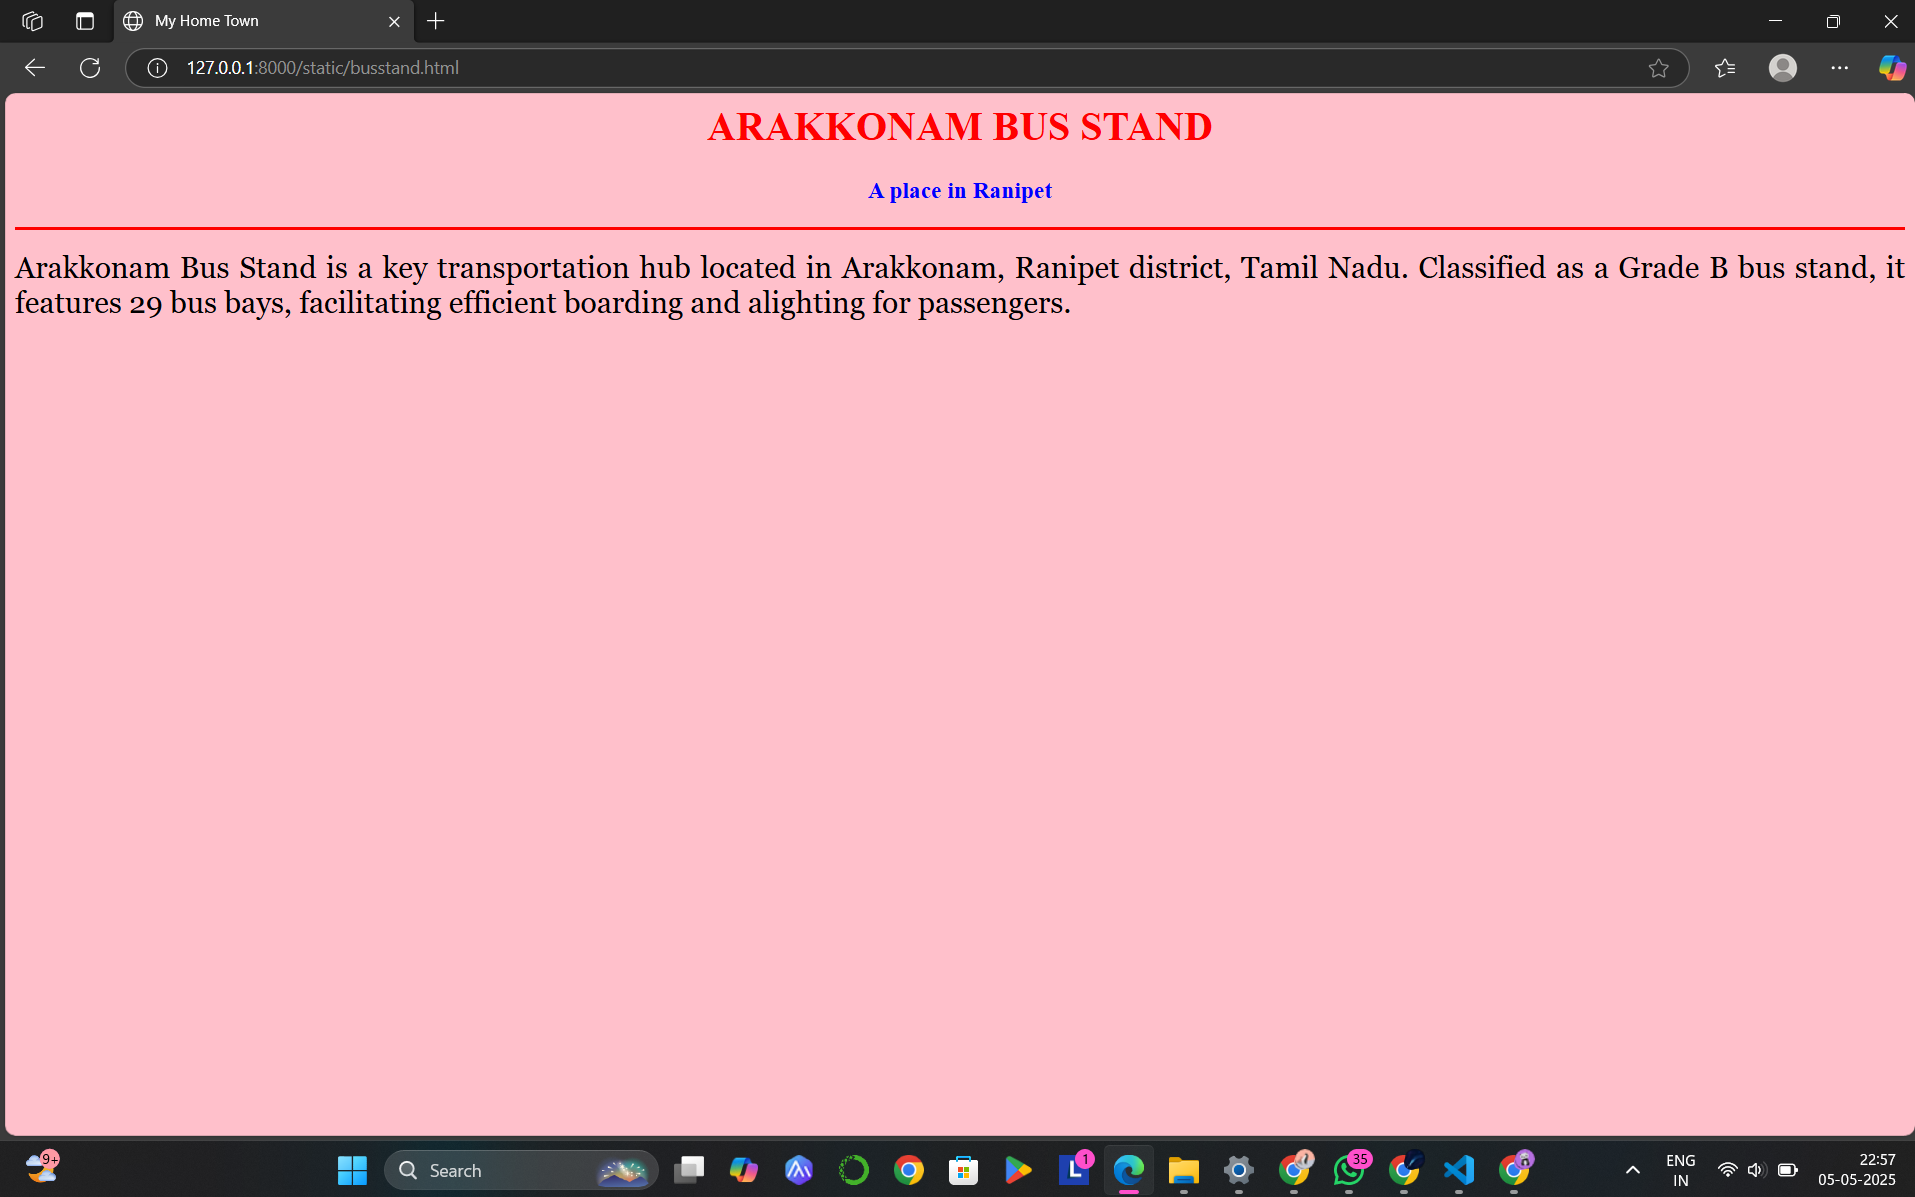 My Home Town
127.0.0.1:8000/static/busstand.html
ARAKKONAM BUS STAND
A place in Ranipet
Arakkonam Bus Stand is a key transportation hub located in Arakkonam, Ranipet district, Tamil Nadu. Classified as a Grade B bus stand, it
features 29 bus bays, facilitating efficient boarding and alighting for passengers.
9+
Search
L
1
35
ENG
IN
22:57
05-05-2025